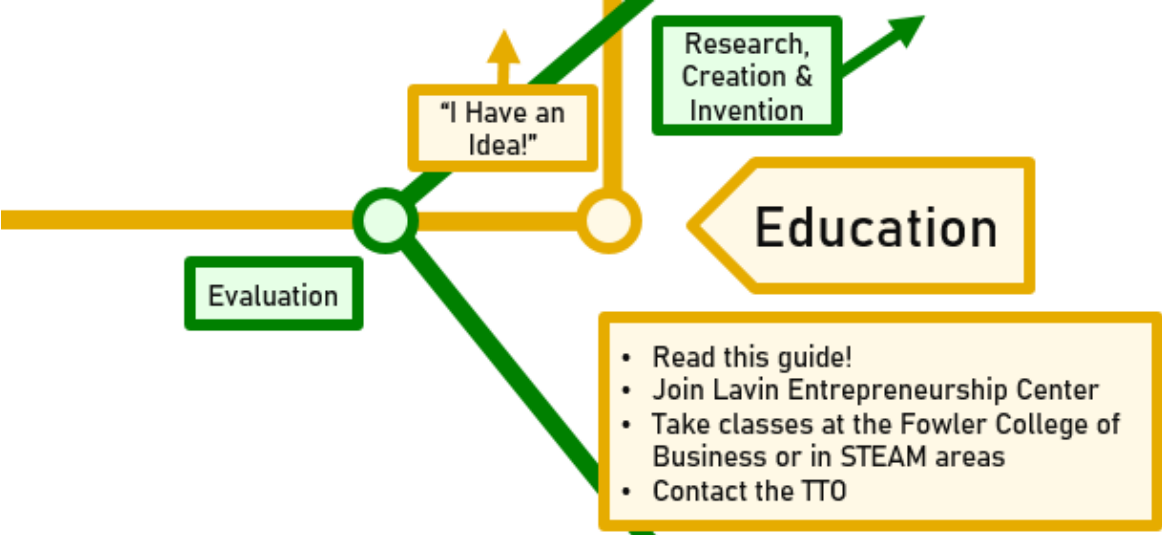 Research,
Creation &
Invention
“I Have an
Idea!”
Education
Evaluation
• Read this guide!
• Join Lavin Entrepreneurship Center
• Take classes at the Fowler College of
Business or in STEAM areas
• Contact the TTO